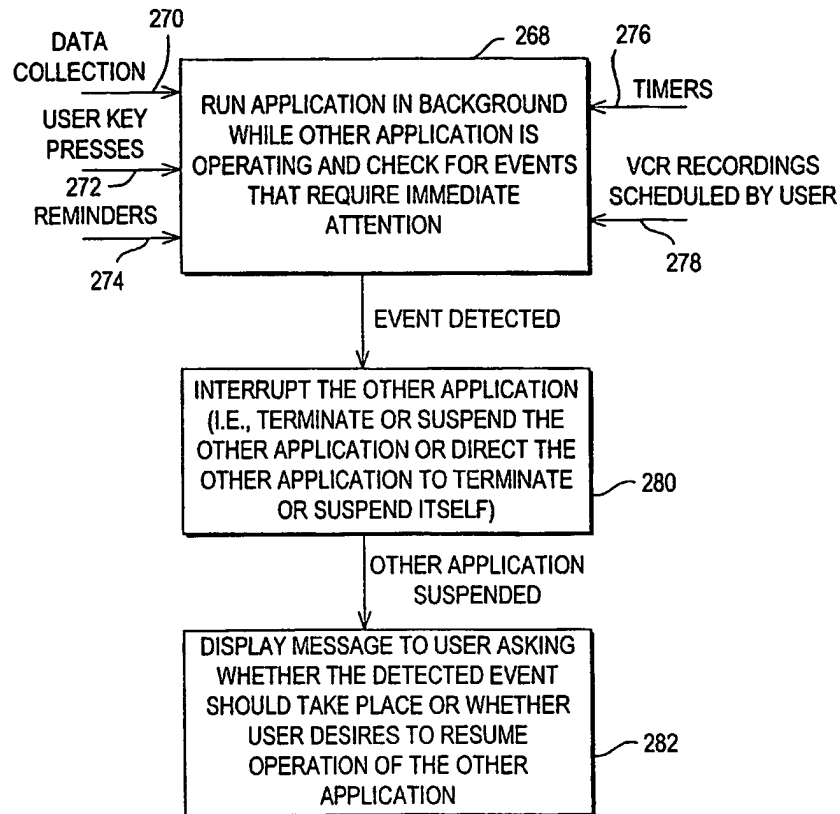 DATA
COLLECTION
270
USER KEY
PRESSES
272
REMINDERS
274
268
RUN APPLICATION IN BACKGROUND
WHILE OTHER APPLICATION IS
OPERATING AND CHECK FOR EVENTS
THAT REQUIRE IMMEDIATE
ATTENTION
276
TIMERS
VCR RECORDINGS
SCHEDULED BY USER
278
EVENT DETECTED
INTERRUPT THE OTHER APPLICATION
(I.E., TERMINATE OR SUSPEND THE
OTHER APPLICATION OR DIRECT THE
OTHER APPLICATION TO TERMINATE
OR SUSPEND ITSELF)
280
OTHER APPLICATION
SUSPENDED
DISPLAY MESSAGE TO USER ASKING
WHETHER THE DETECTED EVENT
SHOULD TAKE PLACE OR WHETHER
USER DESIRES TO RESUME
OPERATION OF THE OTHER
APPLICATION
282